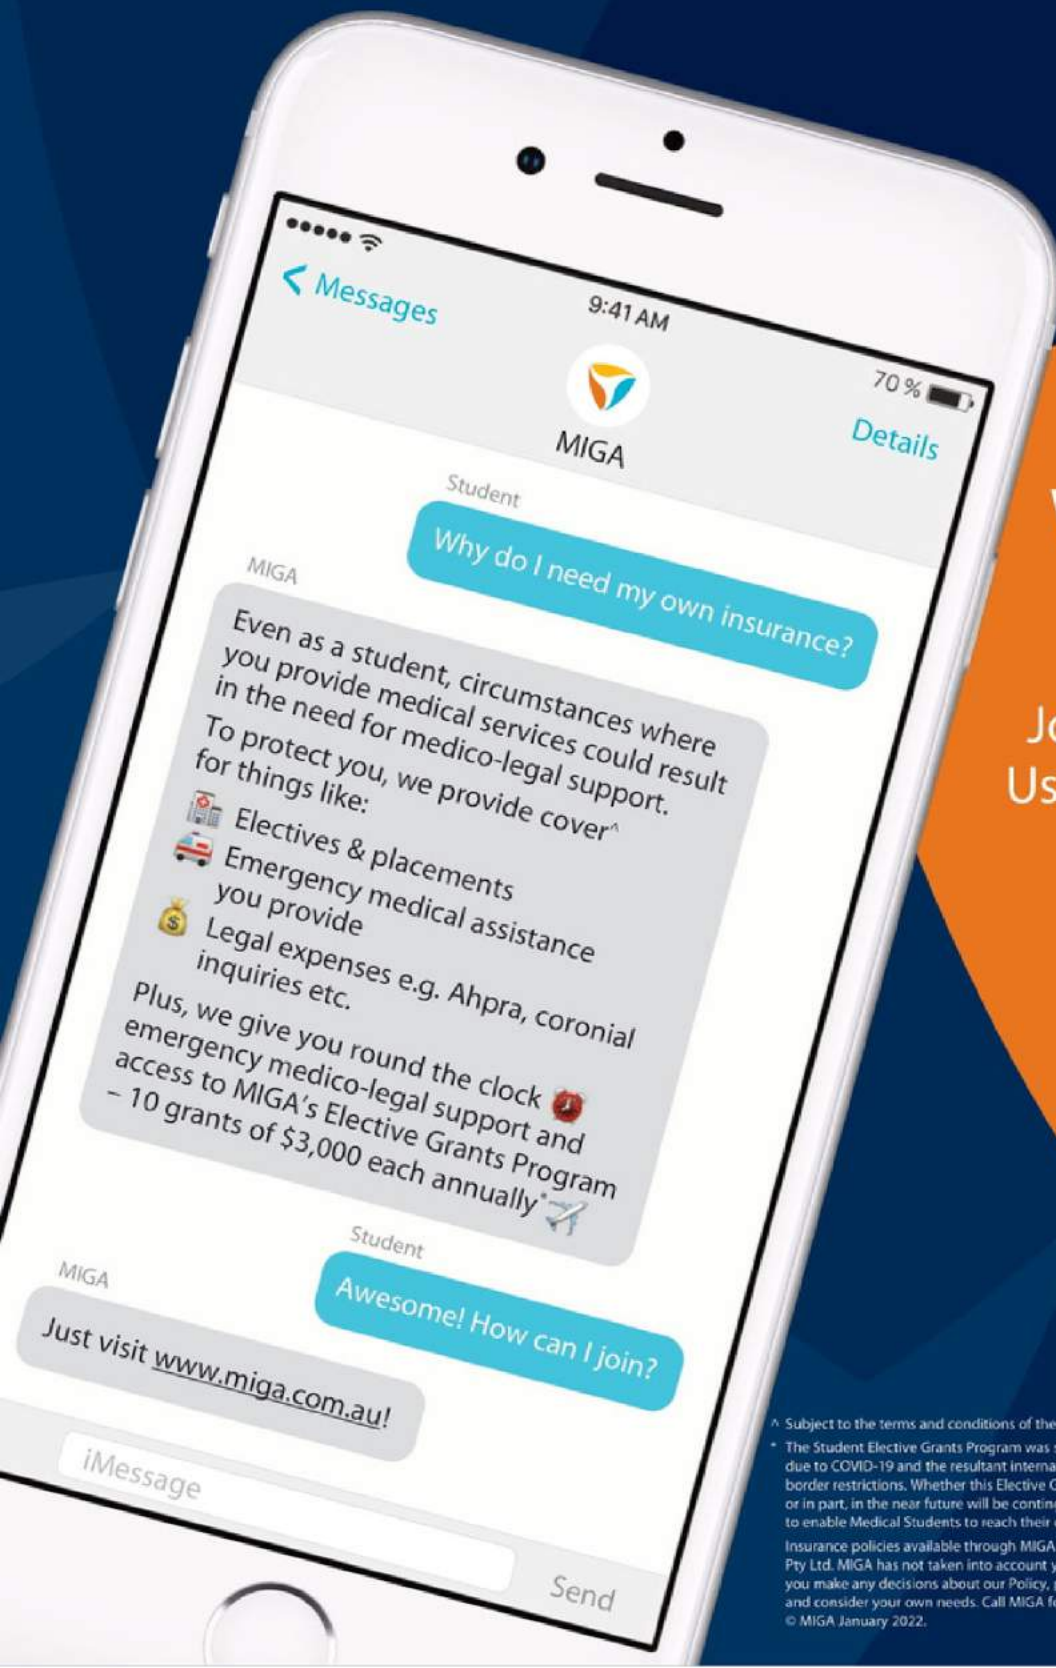 9:41 AM
70 %
Messages
MIGA
Details
Student
Why do I need my own insurance?
MIGA
Even as a student, circumstances where
you provide medical services could result
in the need for medico-legal support.
To protect you, we provide cover^
for things like:
Electives & placements
Emergency medical assistance
you provide
Legal expenses e.g. Ahpra, coronial
inquiries etc.
Plus, we give you round the clock
emergency medico-legal support and
access to MIGA's Elective Grants Program
– 10 grants of $3,000 each annually*
Student
Awesome! How can I join?
MIGA
Just visit www.miga.com.au!
iMessage
Send
Jo
Us
^ Subject to the terms and conditions of the
* The Student Elective Grants Program was s
due to COVID-19 and the resultant interna
border restrictions. Whether this Elective G
or in part, in the near future will be contin
to enable Medical Students to reach their
Insurance policies available through MIGA
Pty Ltd. MIGA has not taken into account y
you make any decisions about our Policy, p
and consider your own needs. Call MIGA fo
© MIGA January 2022.